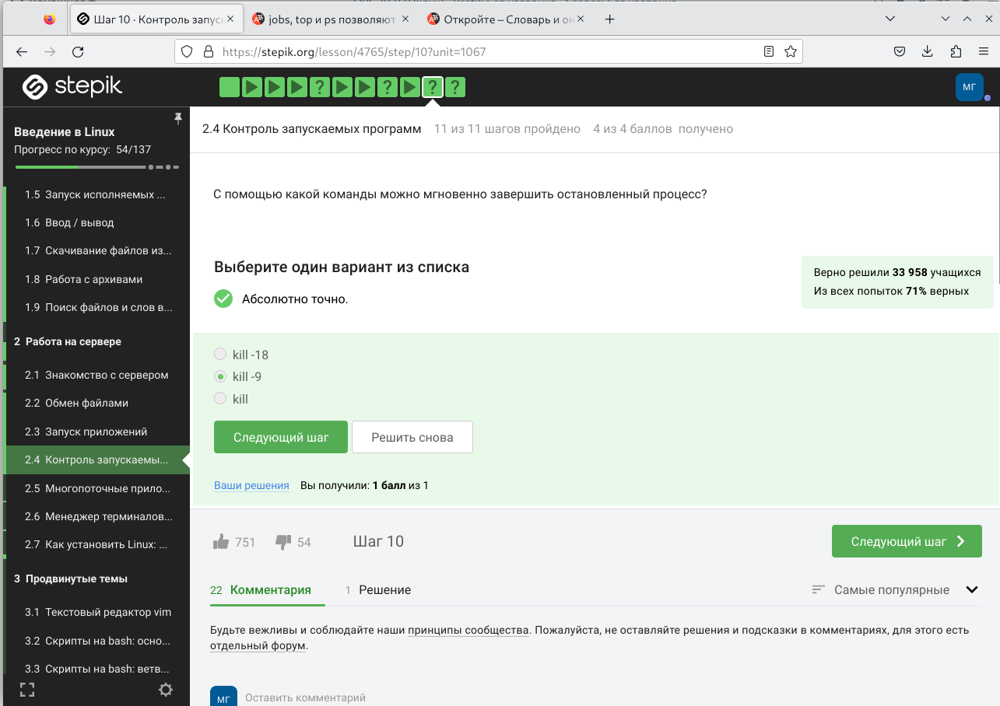 Шаг 10 · Контроль запуск
jobs, top и ps позволяют
Откройте – Словарь и он
https://stepik.org/lesson/4765/step/10?unit=1067
stepik
МГ
Введение в Linux
Прогресс по курсу: 54/137
1.5 Запуск исполняемых ...
1.6 Ввод / вывод
1.7 Скачивание файлов из...
1.8 Работа с архивами
1.9 Поиск файлов и слов в...
2 Работа на сервере
2.1 Знакомство с сервером
2.2 Обмен файлами
2.3 Запуск приложений
2.4 Контроль запускаемы...
2.5 Многопоточные прило...
2.6 Менеджер терминалов...
2.7 Как установить Linux: ...
3 Продвинутые темы
3.1 Текстовый редактор vim
3.2 Скрипты на bash: осно...
3.3 Скрипты на bash: ветв...
2.4 Контроль запускаемых программ 11 из 11 шагов пройдено 4 из 4 баллов получено
С помощью какой команды можно мгновенно завершить остановленный процесс?
Выберите один вариант из списка
Абсолютно точно.
Верно решили 33 958 учащихся
Из всех попыток 71% верных
kill -18
kill -9
kill
Следующий шаг
Решить снова
Ваши решения Вы получили: 1 балл из 1
751
54
Шаг 10
Следующий шаг
22 Комментария
1 Решение
Самые популярные
Будьте вежливы и соблюдайте наши принципы сообщества. Пожалуйста, не оставляйте решения и подсказки в комментариях, для этого есть
отдельный форум.
МГ
Оставить комментарий